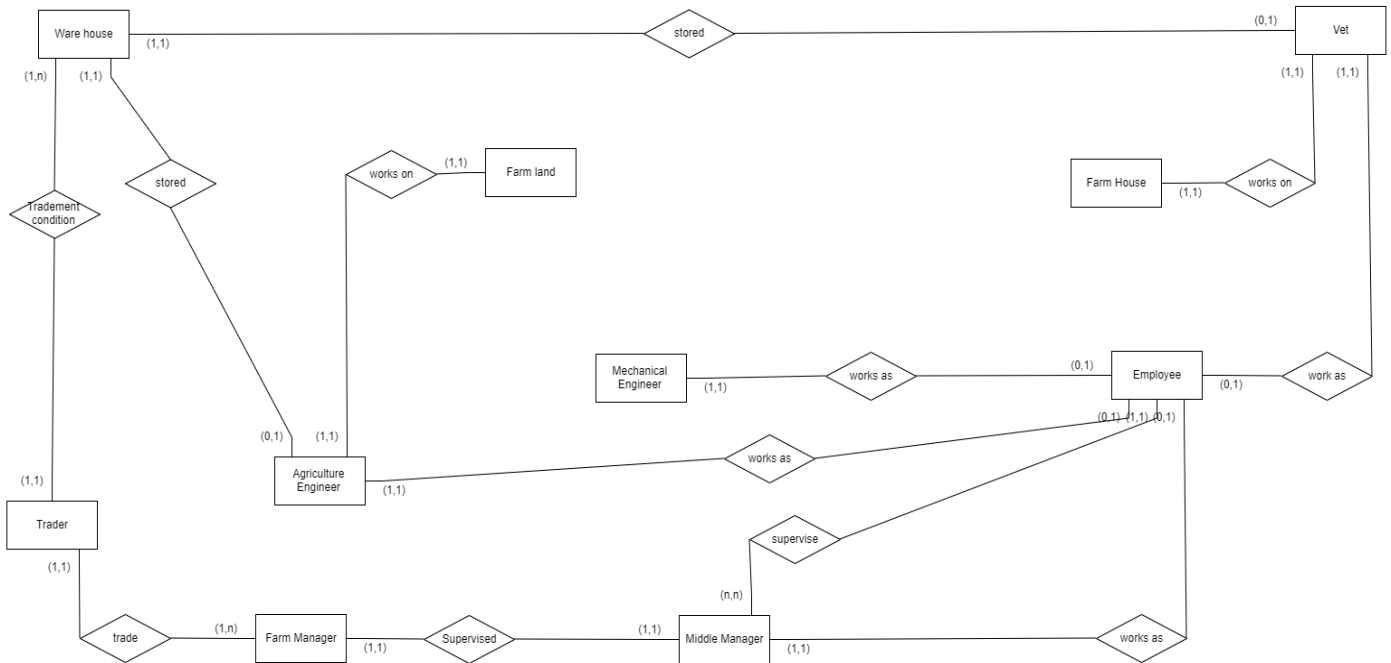 Ware house
(1,1)
stored
(0,1)
Vet
(1,n)
(1,1)
(1,1)
(1,1)
works on
(1,1)
Farm land
stored
Farm House
(1,1)
works on
Tradement
condition
Mechanical
Engineer
(1,1)
works as
(0,1)
Employee
(0,1)
work as
(0,1)
(1,1)
(0,1)
(0,1)
(1,1)
Agriculture
Engineer
(1,1)
works as
(1,1)
Trader
(1,1)
supervise
(n,n)
trade
(1,n)
Farm Manager
(1,1)
Supervised
(1,1)
Middle Manager
(1,1)
works as